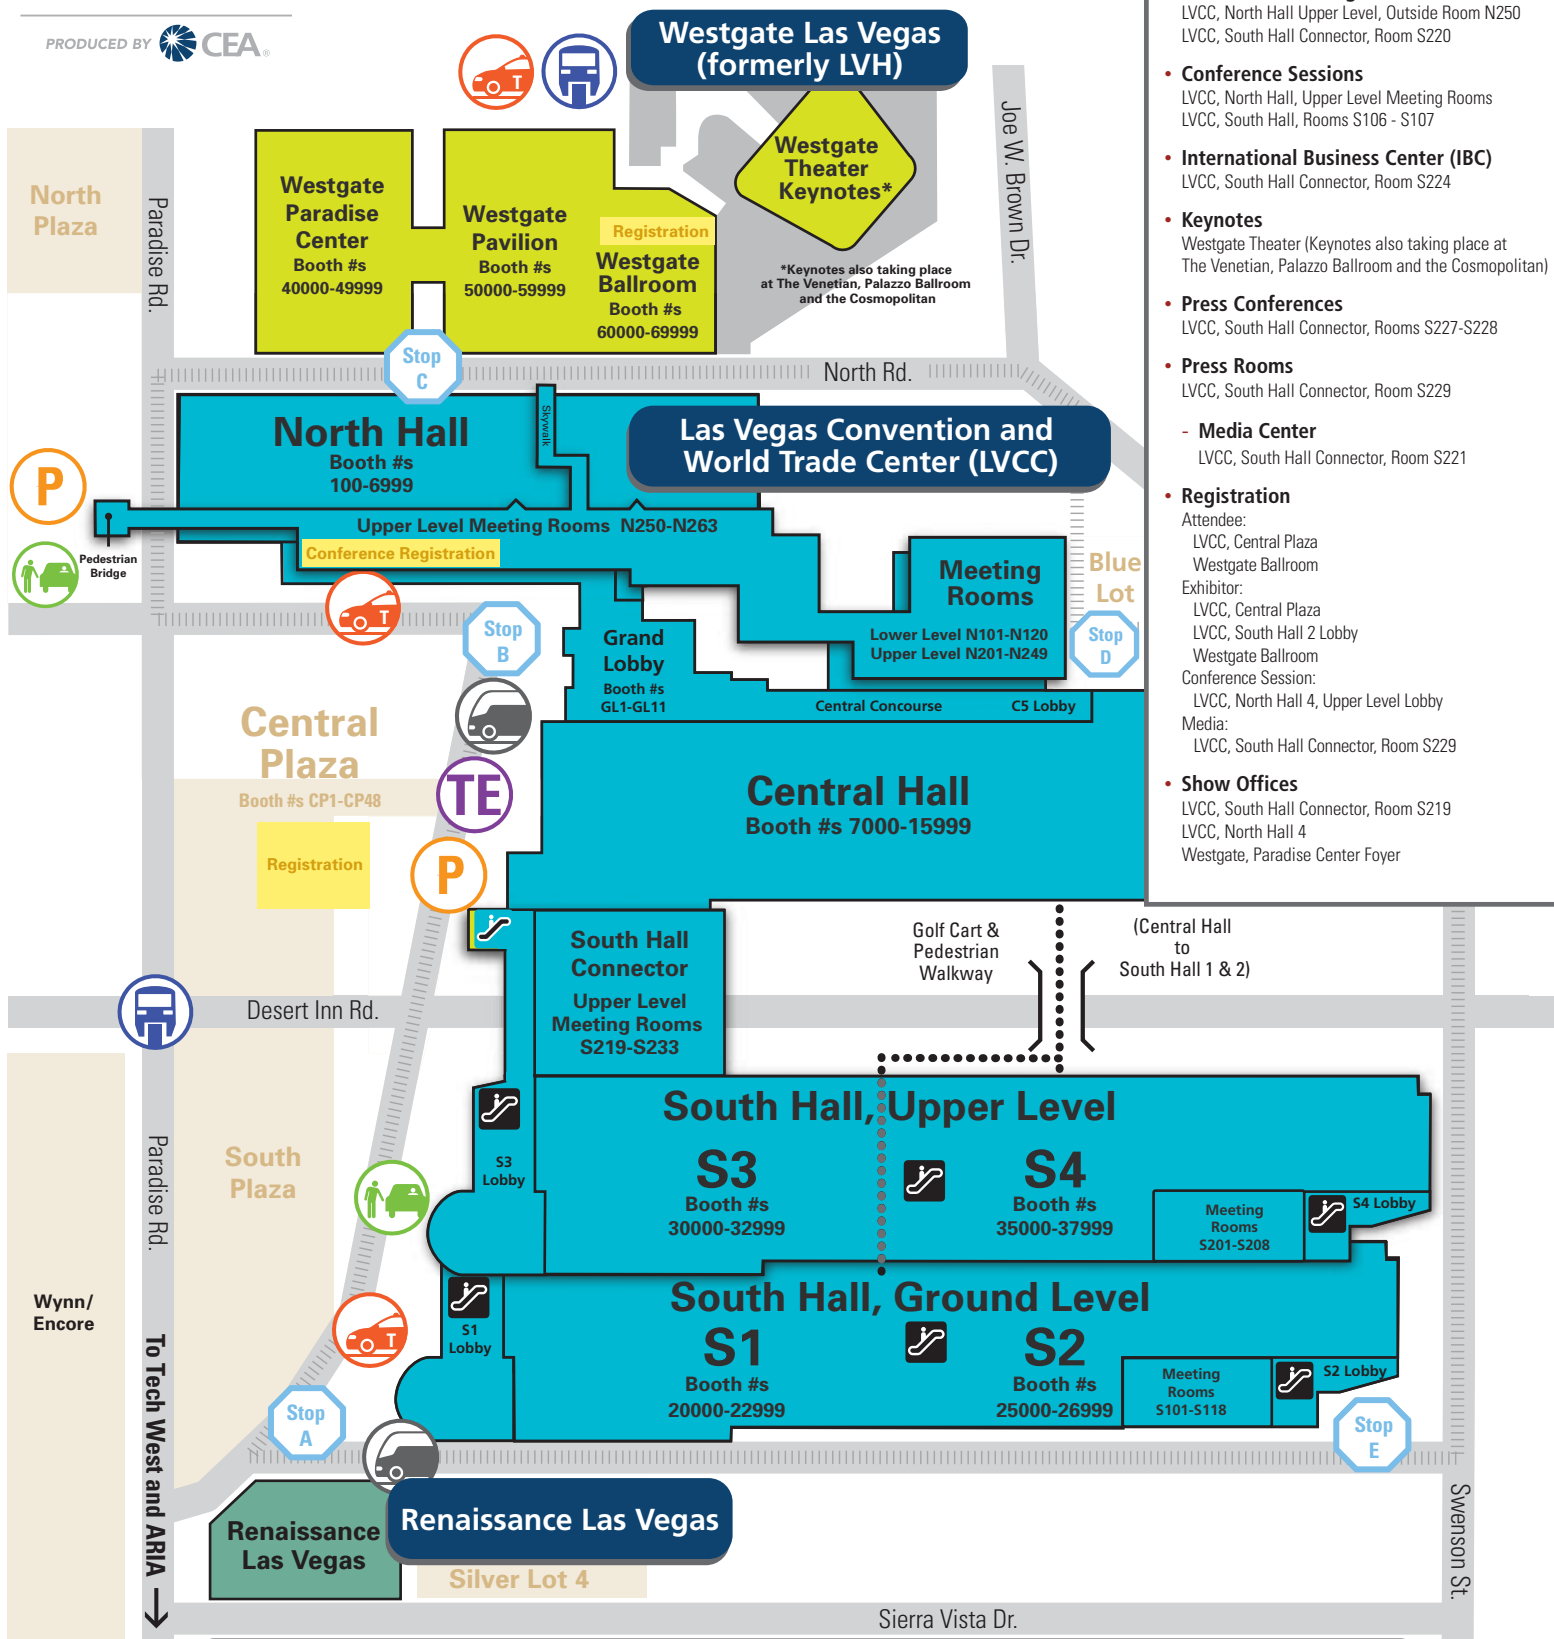 PRODUCED BY CEA®
Westgate Las Vegas
(formerly LVH)
T
North
Plaza
Paradise Rd.
Westgate
Paradise
Center
Booth #s
40000-49999
Westgate
Pavilion
Booth #s
50000-59999
Registration
Westgate
Ballroom
Booth #s
60000-69999
Westgate
Theater
Keynotes*
*Keynotes also taking place
at The Venetian, Palazzo Ballroom
and the Cosmopolitan
Joe W. Brown Dr.
Stop
C
North Rd.
North Hall
Booth #s
100-6999
Skywalk
Las Vegas Convention and
World Trade Center (LVCC)
P
Pedestrian
Bridge
Upper Level Meeting Rooms N250-N263
Conference Registration
T
Meeting
Rooms
Lower Level N101-N120
Upper Level N201-N249
Blue
Lot
Stop
D
Stop
B
Grand
Lobby
Booth #s
GL1-GL11
Central Concourse
C5 Lobby
Central
Plaza
Booth #s CP1-CP48
TE
Registration
P
Central Hall
Booth #s 7000-15999
South Hall
Connector
Upper Level
Meeting Rooms
S219-S233
Golf Cart &
Pedestrian
Walkway
(Central Hall
to
South Hall 1 & 2)
Desert Inn Rd.
South Hall, Upper Level
S3
Booth #s
30000-32999
S4
Booth #s
35000-37999
S3
Lobby
Meeting
Rooms
S201-S208
S4 Lobby
South
Plaza
Paradise Rd.
Wynn/
Encore
South Hall, Ground Level
S1
Booth #s
20000-22999
S2
Booth #s
25000-26999
S1
Lobby
Meeting
Rooms
S101-S118
S2 Lobby
T
Stop
A
Stop
E
To Tech West and ARIA
Renaissance
Las Vegas
Renaissance Las Vegas
Silver Lot 4
Swenson St.
Sierra Vista Dr.
LVCC, North Hall Upper Level, Outside Room N250
LVCC, South Hall Connector, Room S220
• Conference Sessions
LVCC, North Hall, Upper Level Meeting Rooms
LVCC, South Hall, Rooms S106 - S107
• International Business Center (IBC)
LVCC, South Hall Connector, Room S224
• Keynotes
Westgate Theater (Keynotes also taking place at
The Venetian, Palazzo Ballroom and the Cosmopolitan)
• Press Conferences
LVCC, South Hall Connector, Rooms S227-S228
• Press Rooms
LVCC, South Hall Connector, Room S229
- Media Center
LVCC, South Hall Connector, Room S221
• Registration
Attendee:
LVCC, Central Plaza
Westgate Ballroom
Exhibitor:
LVCC, Central Plaza
LVCC, South Hall 2 Lobby
Westgate Ballroom
Conference Session:
LVCC, North Hall 4, Upper Level Lobby
Media:
LVCC, South Hall Connector, Room S229
• Show Offices
LVCC, South Hall Connector, Room S219
LVCC, North Hall 4
Westgate, Paradise Center Foyer